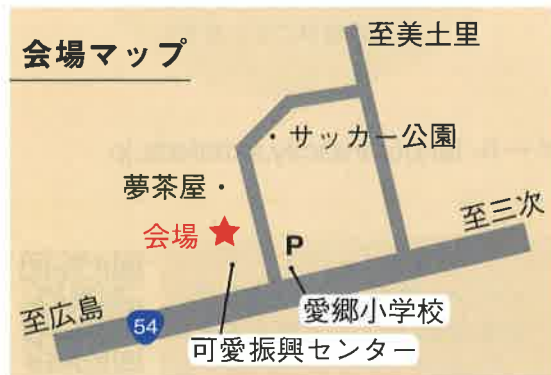 会場マップ
至美土里
・サッカー公園
夢茶屋・
会場★
至三次
P
至広島
54
愛郷小学校
可愛振興センター